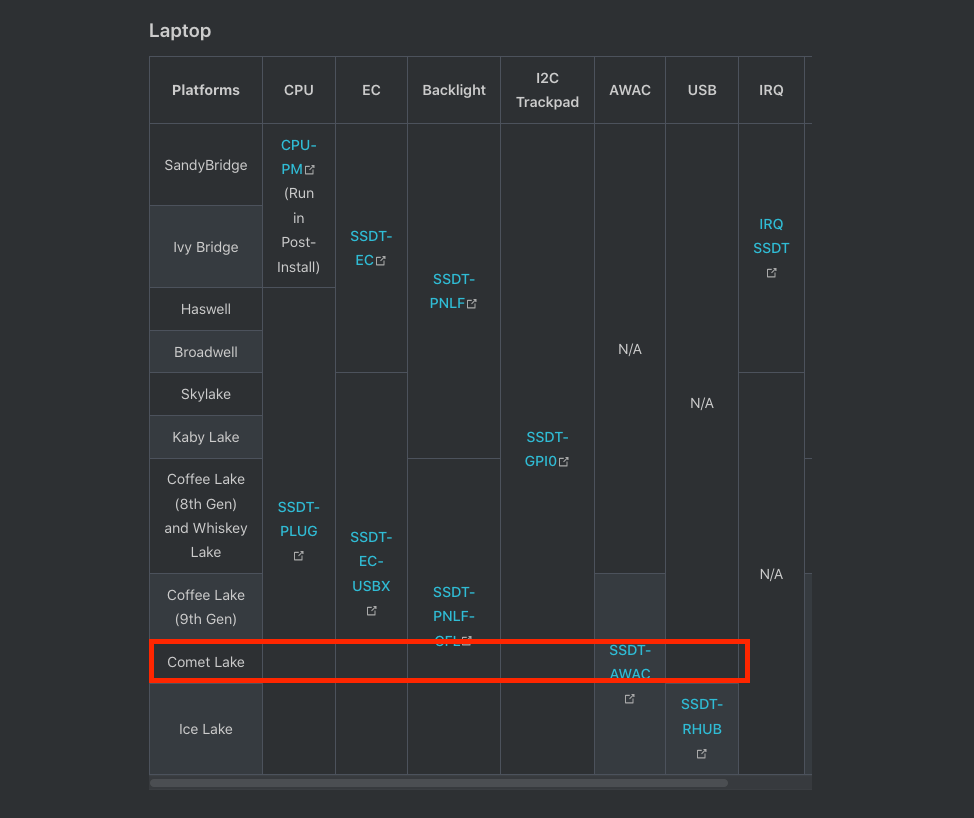 Laptop
Platforms
CPU
EC
Backlight
I2C
Trackpad
AWAC
USB
IRQ
SandyBridge
CPU-
PM
(Run
in
Post-
Install)
Ivy Bridge
SSDT-
EC
SSDT-
PNLF
IRQ
SSDT
Haswell
Broadwell
N/A
Skylake
N/A
Kaby Lake
SSDT-
GPI0
Coffee Lake
(8th Gen)
and Whiskey
Lake
SSDT-
PLUG
SSDT-
EC-
USBX
N/A
Coffee Lake
(9th Gen)
SSDT-
PNLF-
CFL
Comet Lake
SSDT-
AWAC
Ice Lake
SSDT-
RHUB